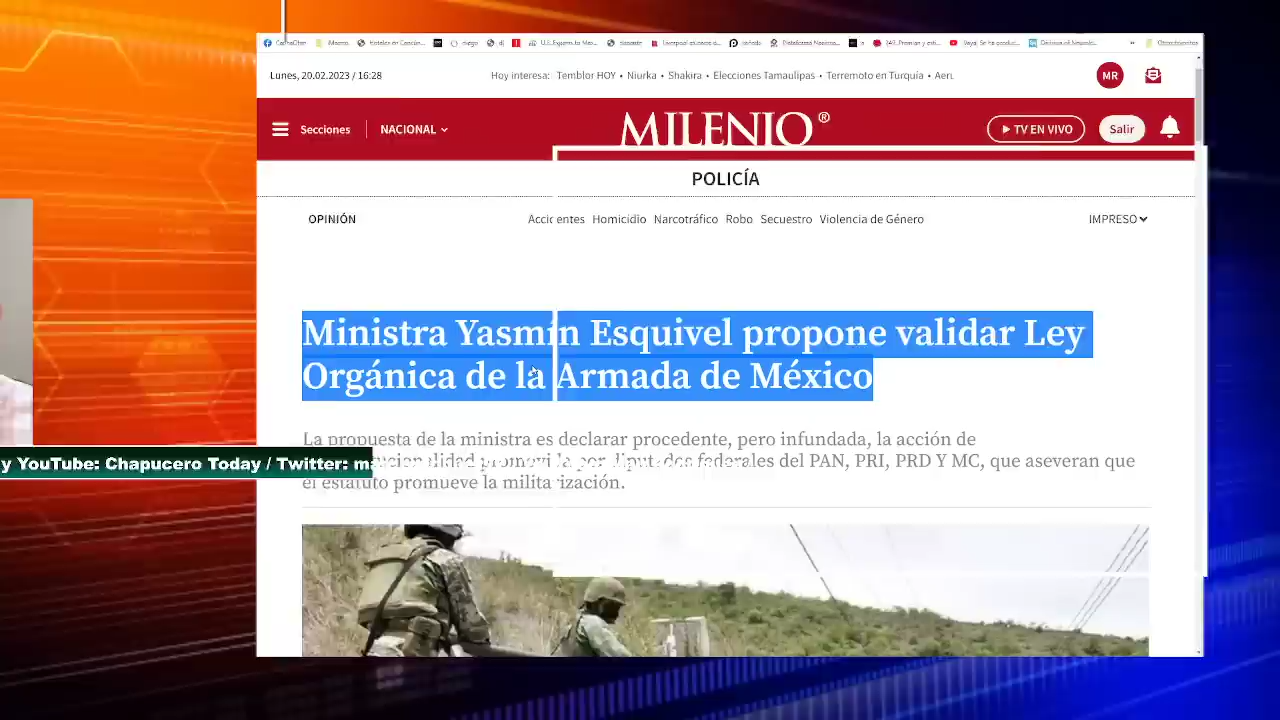 Lunes, 20.02.2023 / 16:28
Hoy interesa: Temblor HOY • Niurka • Shakira • Elecciones Tamaulipas • Terremoto en Turquía • Aeru
MR
Secciones
NACIONAL
MILENIO®
TV EN VIVO
Salir
POLICÍA
OPINIÓN
Accidentes Homicidio Narcotráfico Robo Secuestro Violencia de Género
IMPRESO
Ministra Yasmín Esquivel propone validar Ley
Orgánica de la Armada de México
La propuesta de la ministra es declarar procedente, pero infundada, la acción de
federales del PAN, PRI, PRD Y MC, que aseveran que
el estatuto promueve la militarización.
y YouTube: Chapucero Today / Twitter: m